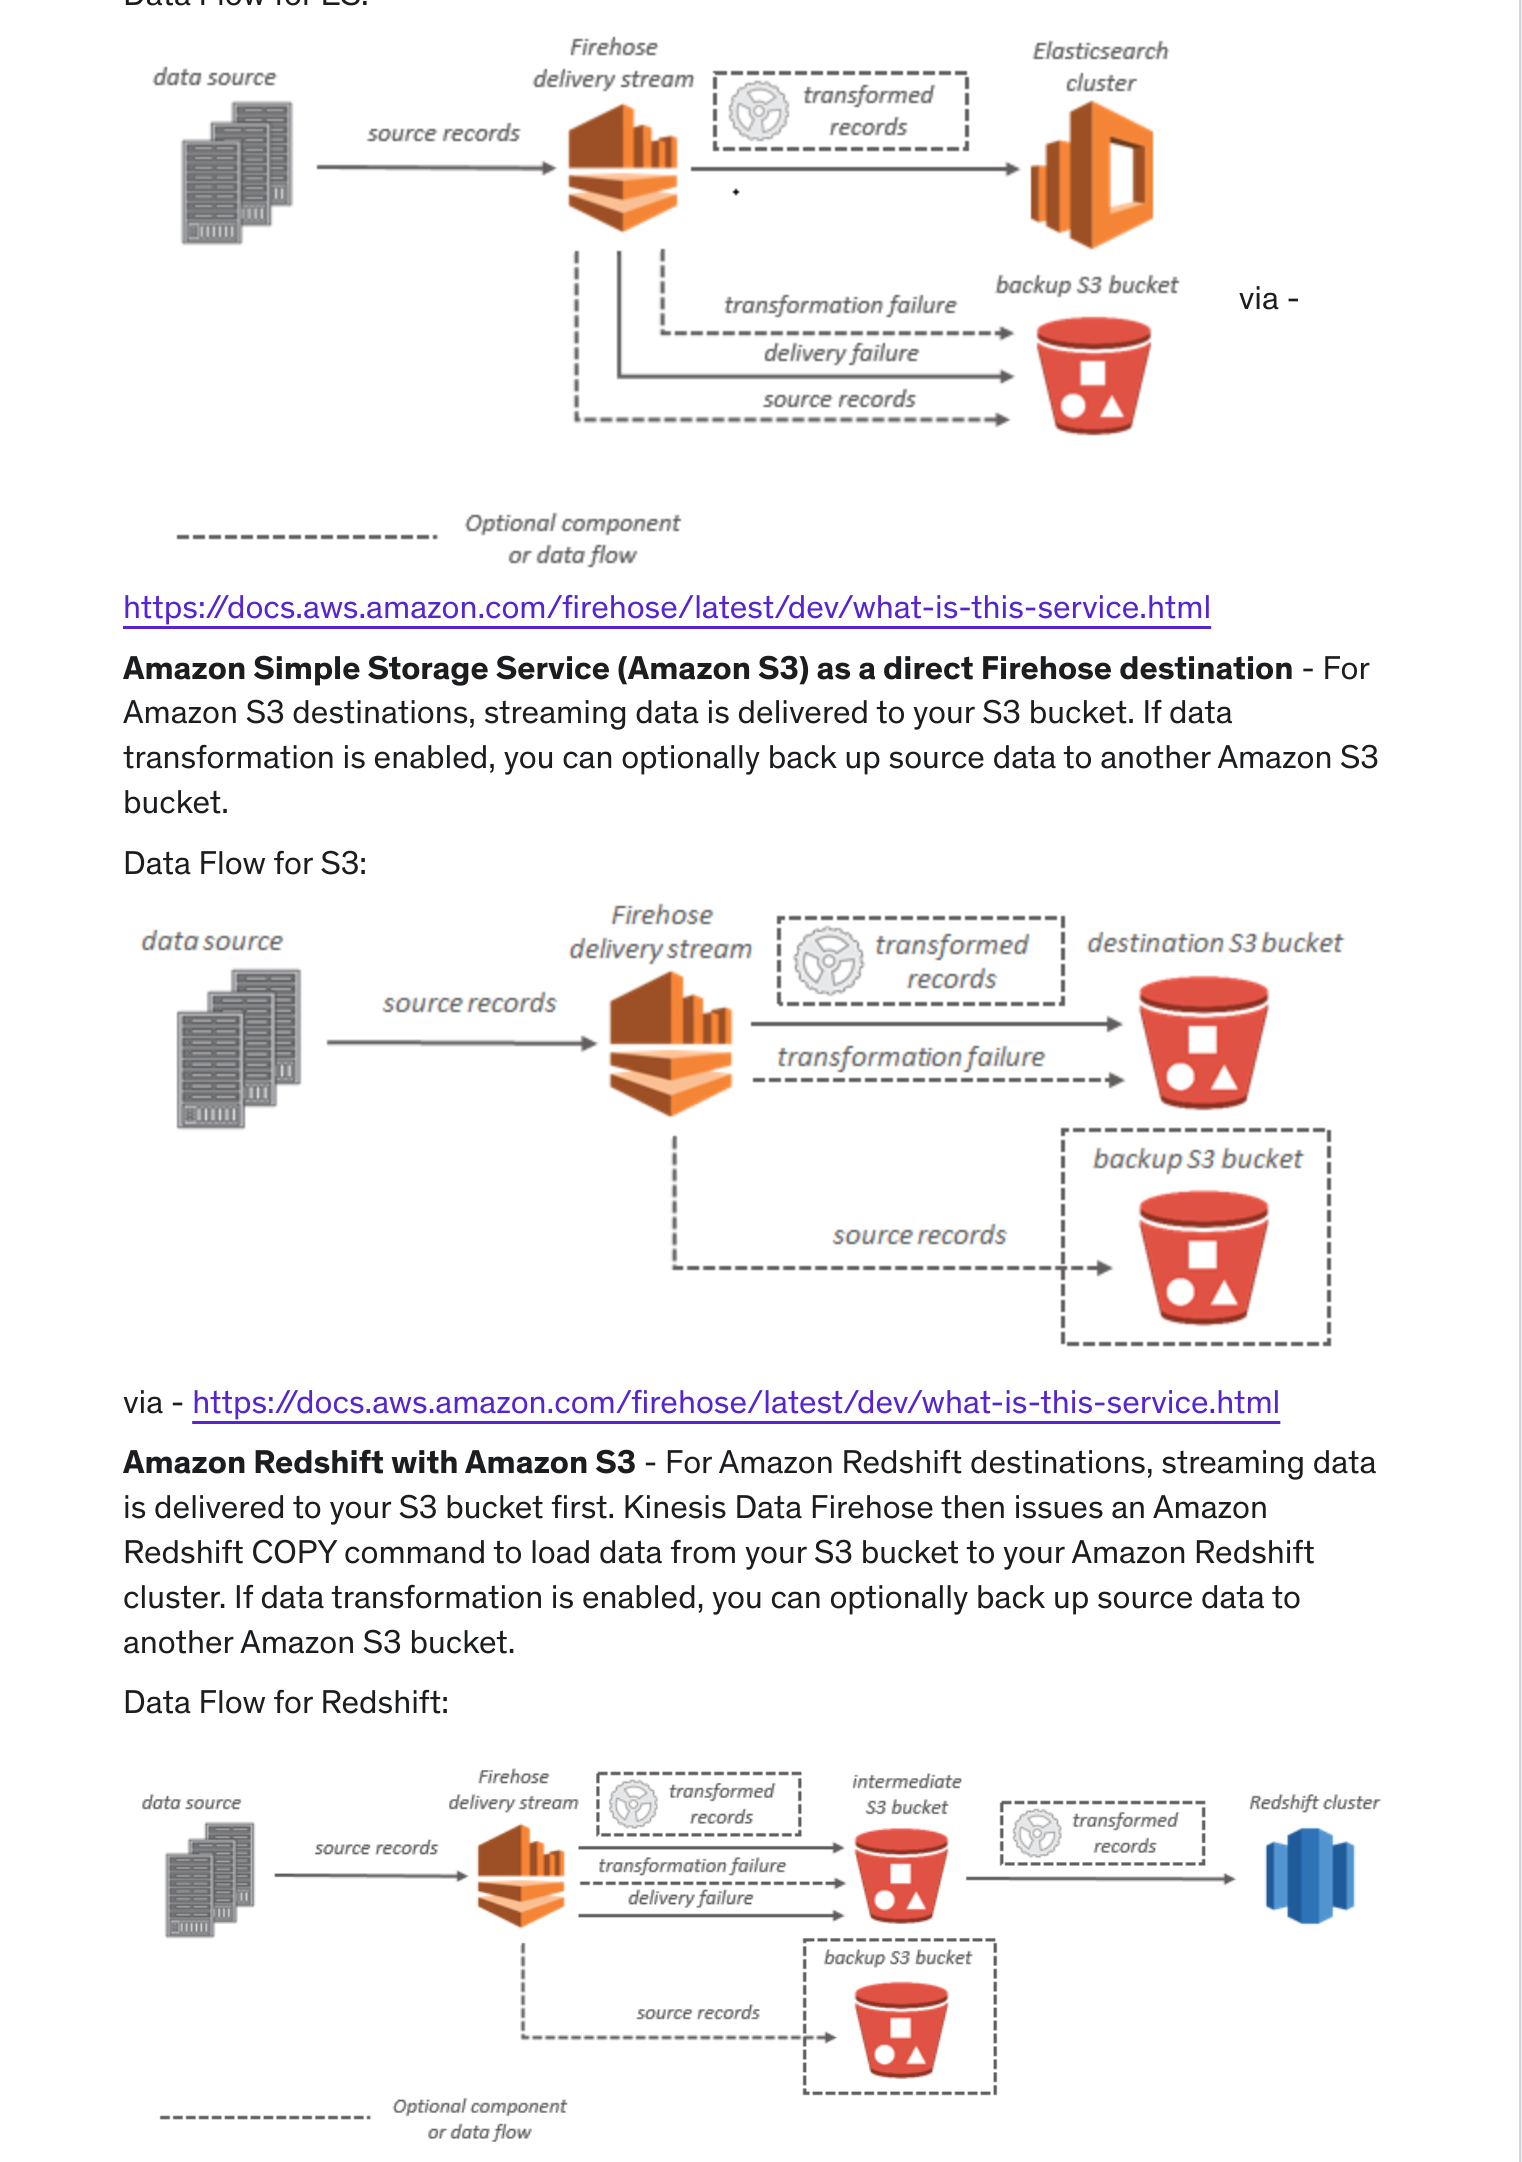 Data Flow for ES:
Firehose
delivery stream
Elasticsearch
cluster
data source
transformed
records
source records
backup S3 bucket
via -
transformation failure
delivery failure
source records
Optional component
or data flow
https://docs.aws.amazon.com/firehose/latest/dev/what-is-this-service.html
Amazon Simple Storage Service (Amazon S3) as a direct Firehose destination - For
Amazon S3 destinations, streaming data is delivered to your S3 bucket. If data
transformation is enabled, you can optionally back up source data to another Amazon S3
bucket.
Data Flow for S3:
Firehose
delivery stream
data source
transformed
records
destination S3 bucket
source records
transformation failure
backup S3 bucket
source records
via - https://docs.aws.amazon.com/firehose/latest/dev/what-is-this-service.html
Amazon Redshift with Amazon S3 - For Amazon Redshift destinations, streaming data
is delivered to your S3 bucket first. Kinesis Data Firehose then issues an Amazon
Redshift COPY command to load data from your S3 bucket to your Amazon Redshift
cluster. If data transformation is enabled, you can optionally back up source data to
another Amazon S3 bucket.
Data Flow for Redshift:
Firehose
delivery stream
data source
transformed
records
intermediate
S3 bucket
transformed
records
Redshift cluster
source records
transformation failure
delivery failure
backup S3 bucket
source records
Optional component
or data flow